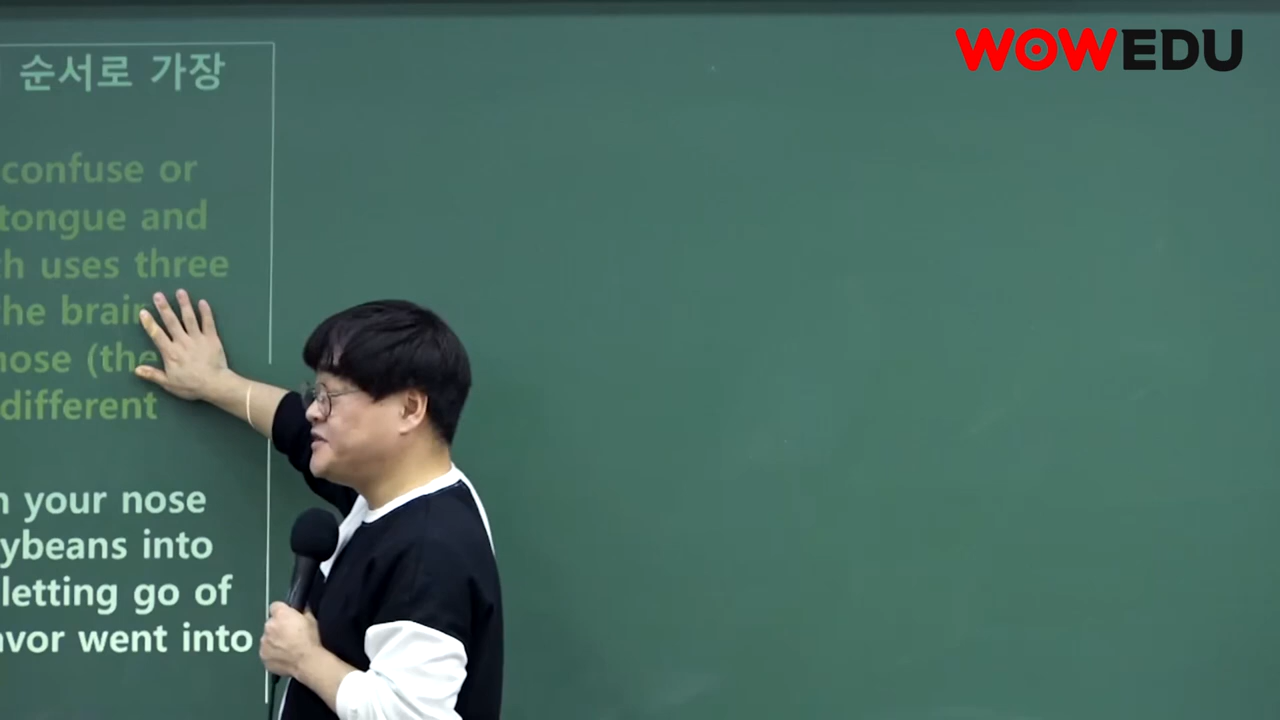 WOWEDU
순서로 가장
confuse or
tongue and
h uses three
he brain
nose (the
different
n your nose
ybeans into
letting go of
avor went into